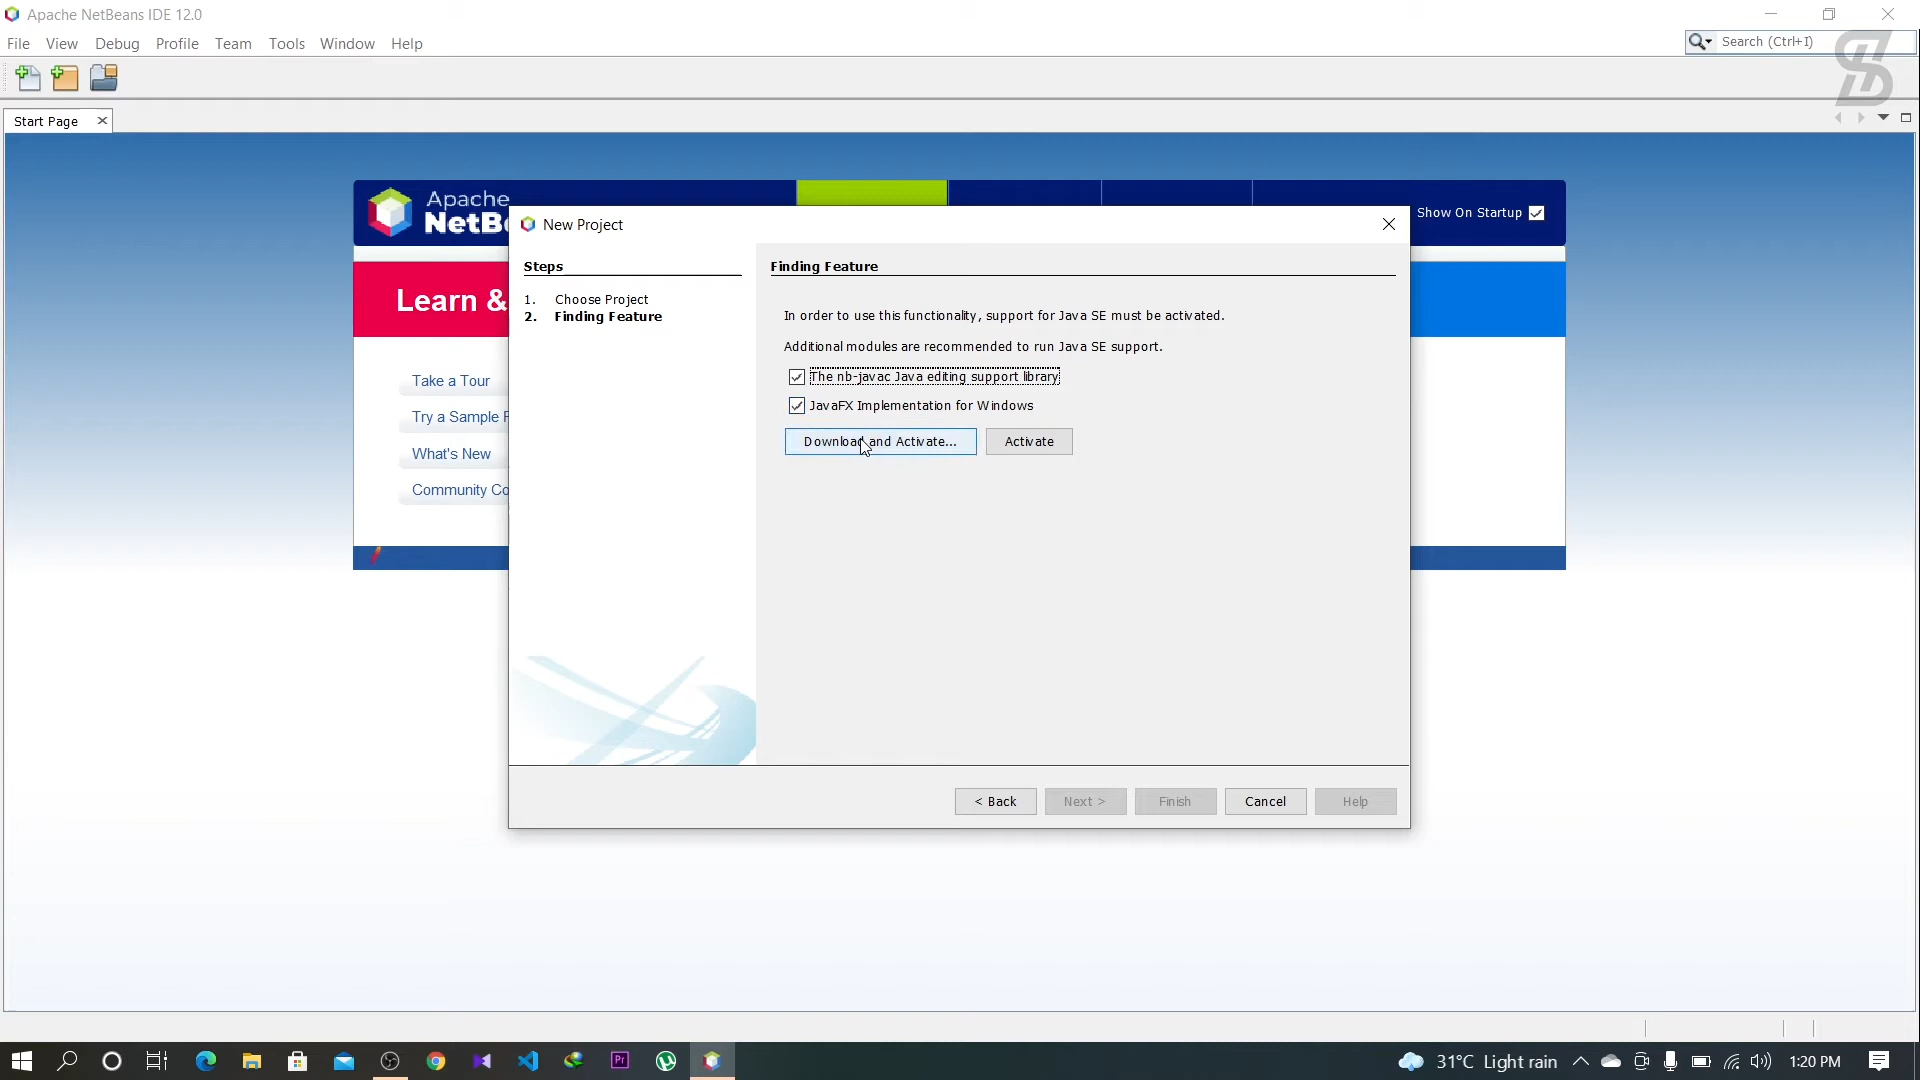 Apache NetBeans IDE 12.0
File View Debug Profile Team Tools Window Help
Search (Ctrl+I)
Start Page
Apache
NetB
Show On Startup
Learn &
Take a Tour
Try a Sample P
What's New
Community Co
New Project
Steps
1. Choose Project
2. Finding Feature
Finding Feature
In order to use this functionality, support for Java SE must be activated.
Additional modules are recommended to run Java SE support.
The nb-javac Java editing support library
JavaFX Implementation for Windows
Download and Activate...
Activate
< Back
Next >
Finish
Cancel
Help
Pr
31°C Light rain
1:20 PM